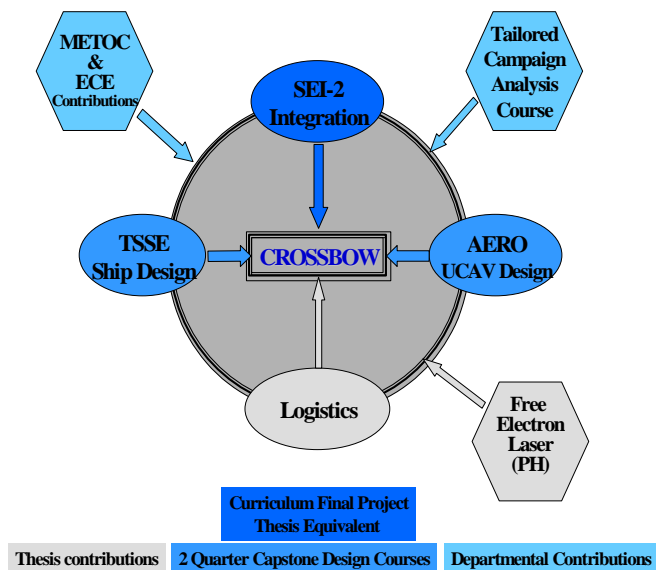 METOC
&
ECE
Contributions
Tailored
Campaign
Analysis
Course
SEI-2
Integration
TSSE
Ship Design
CROSSBOW
AERO
UCAV Design
Logistics
Free
Electron
Laser
(PH)
Curriculum Final Project
Thesis Equivalent
Thesis contributions
2 Quarter Capstone Design Courses
Departmental Contributions